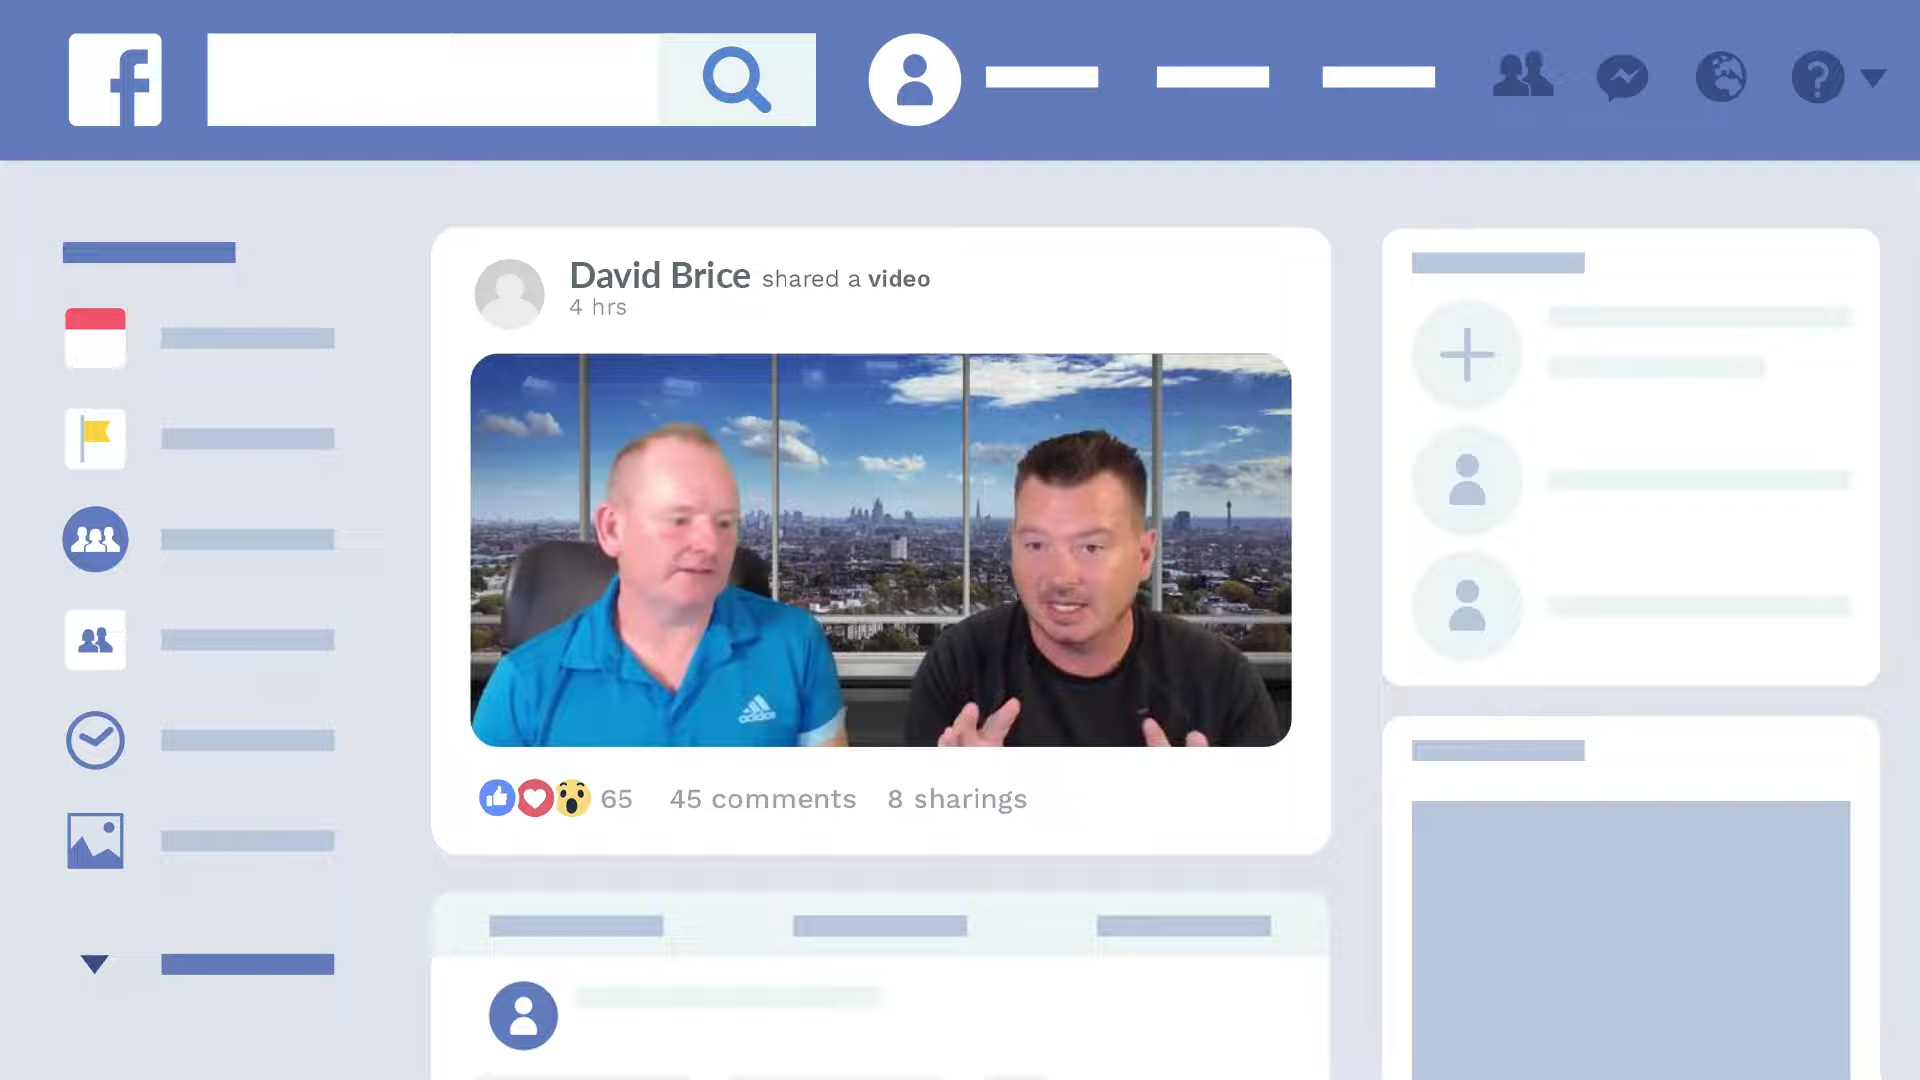 f
David Brice shared a video
4 hrs
adidas
65 45 comments 8 sharings